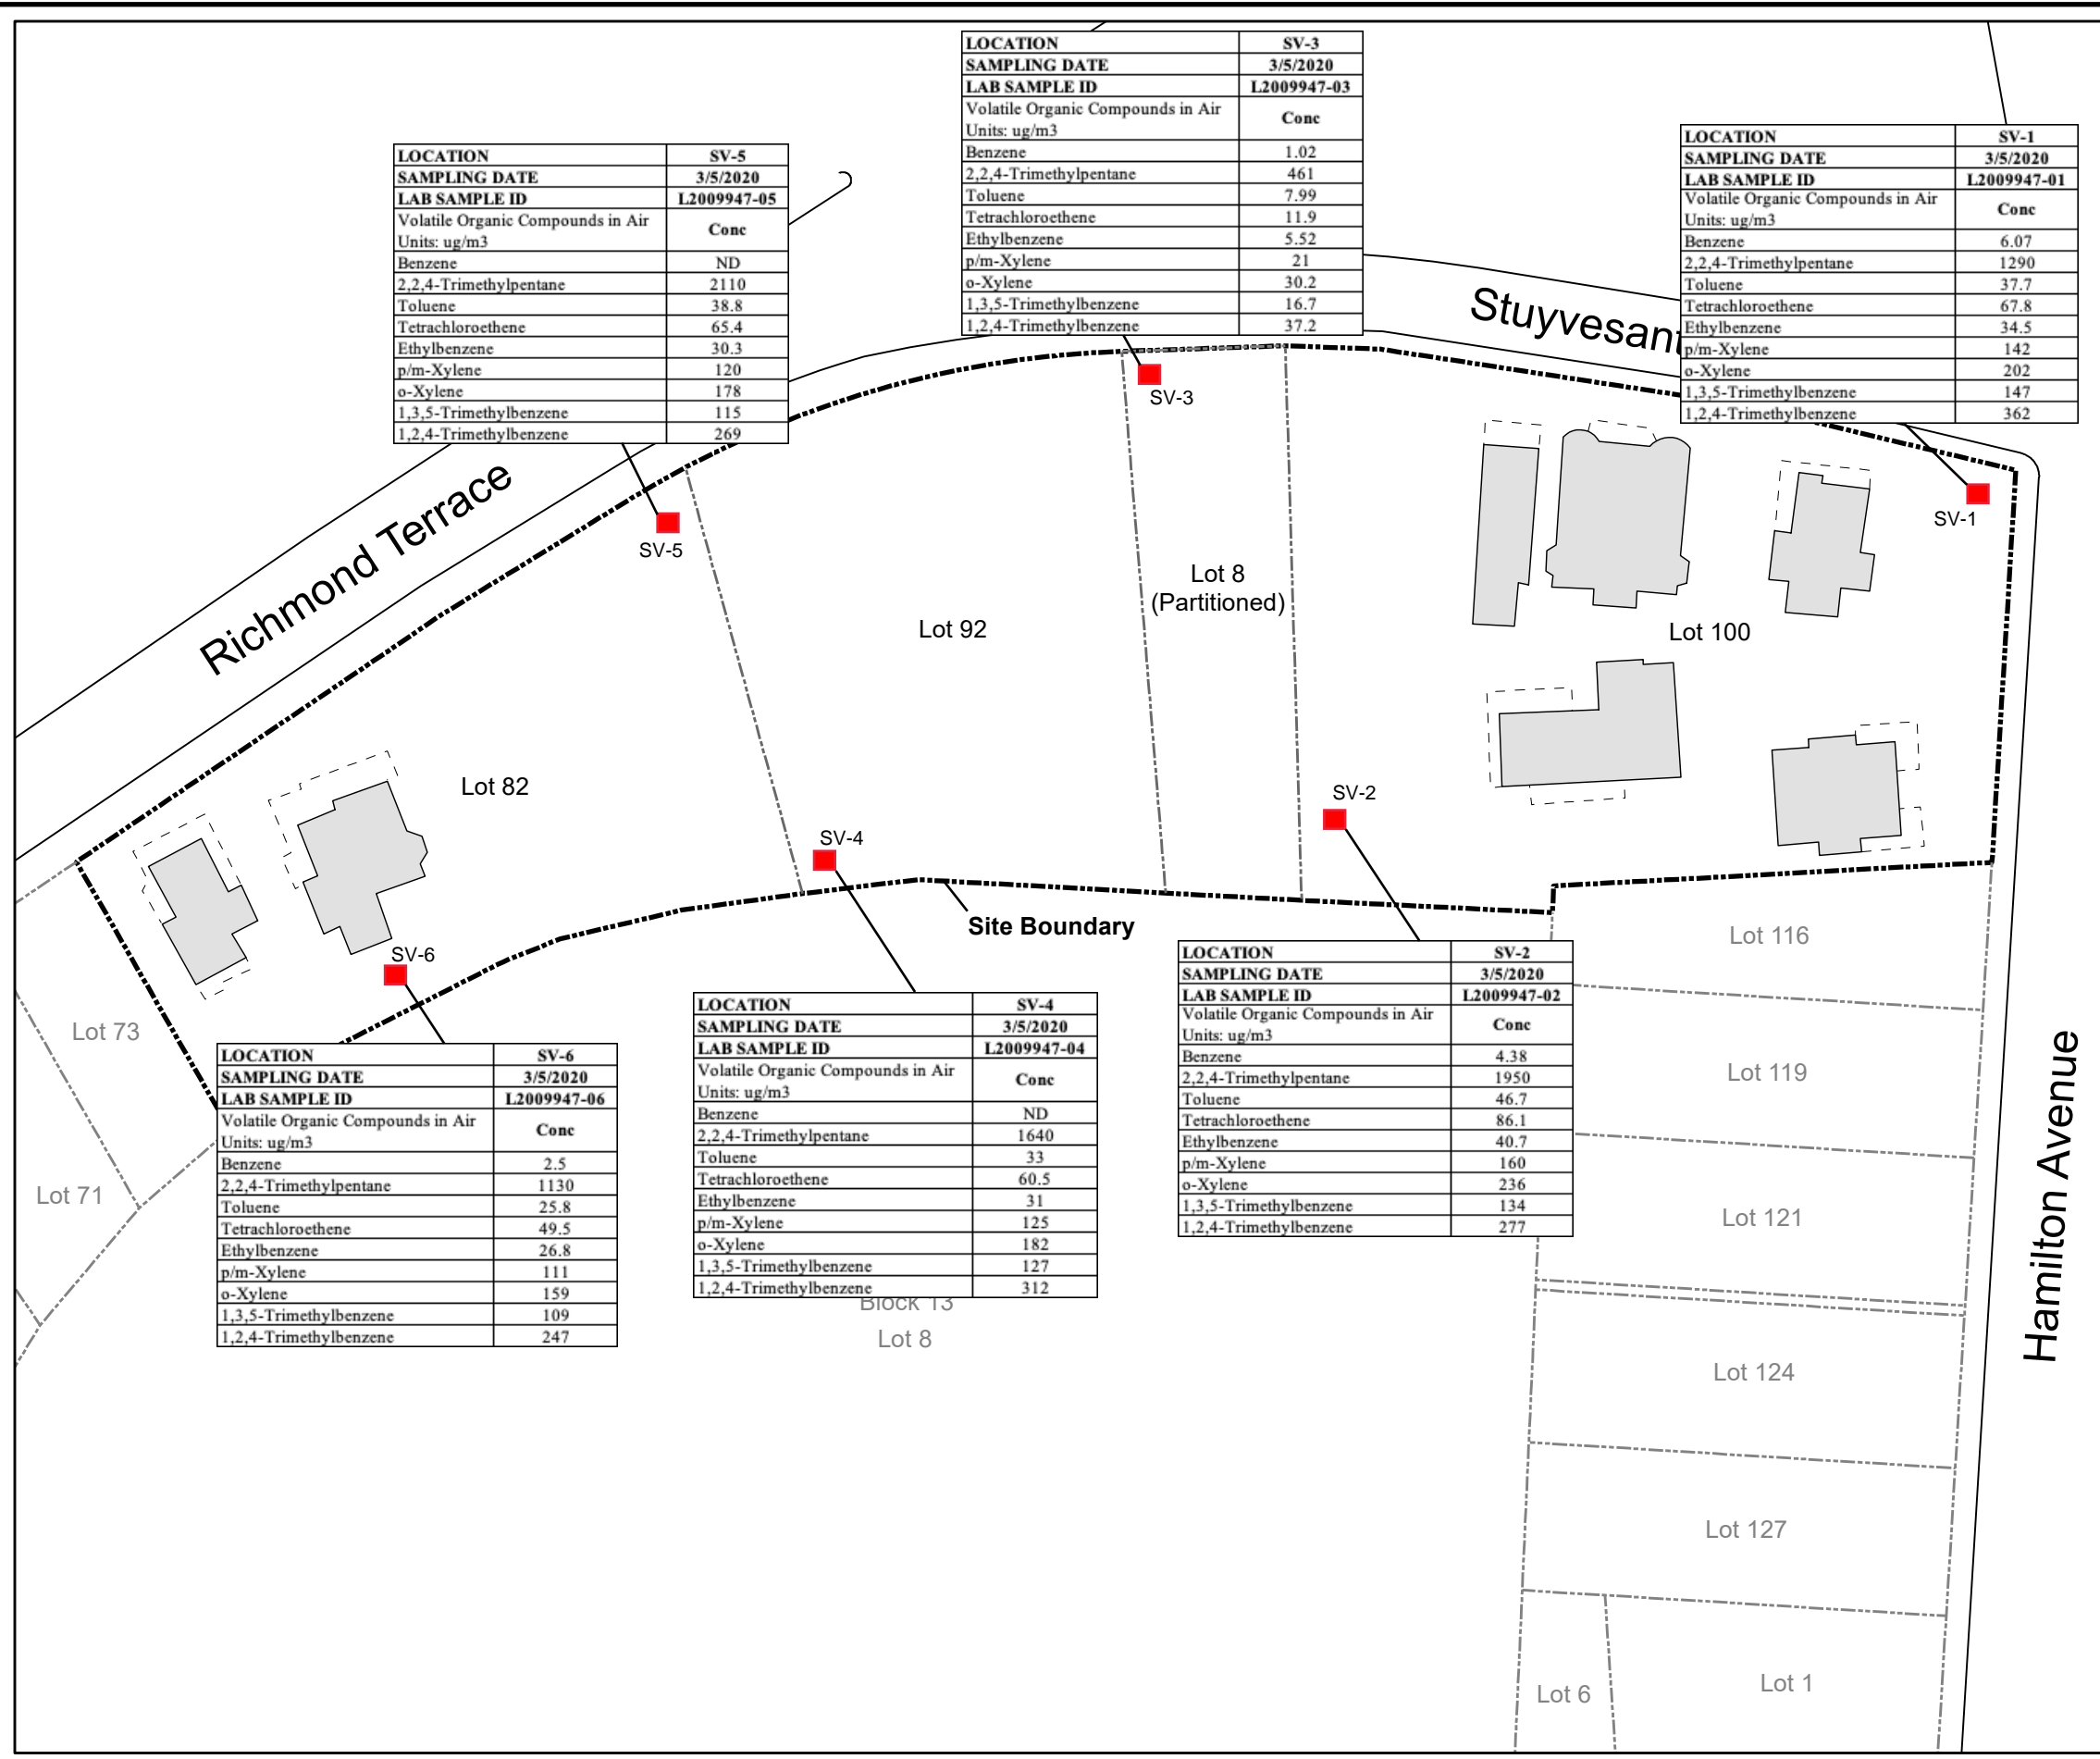 LOCATION SV-3
SAMPLING DATE 3/5/2020
LAB SAMPLE ID L2009947-03
Volatile Organic Compounds in Air
Units: ug/m3 Conc
Benzene 1.02
2,2,4-Trimethylpentane 461
Toluene 7.99
Tetrachloroethene 11.9
Ethylbenzene 5.52
p/m-Xylene 21
o-Xylene 30.2
1,3,5-Trimethylbenzene 16.7
1,2,4-Trimethylbenzene 37.2
LOCATION SV-1
SAMPLING DATE 3/5/2020
LAB SAMPLE ID L2009947-01
Volatile Organic Compounds in Air
Units: ug/m3 Conc
Benzene 6.07
2,2,4-Trimethylpentane 1290
Toluene 37.7
Tetrachloroethene 67.8
Ethylbenzene 34.5
p/m-Xylene 142
o-Xylene 202
1,3,5-Trimethylbenzene 147
1,2,4-Trimethylbenzene 362
LOCATION SV-5
SAMPLING DATE 3/5/2020
LAB SAMPLE ID L2009947-05
Volatile Organic Compounds in Air
Units: ug/m3 Conc
Benzene ND
2,2,4-Trimethylpentane 2110
Toluene 38.8
Tetrachloroethene 65.4
Ethylbenzene 30.3
p/m-Xylene 120
o-Xylene 178
1,3,5-Trimethylbenzene 115
1,2,4-Trimethylbenzene 269
Stuyvesant
Richmond Terrace
SV-3
SV-1
SV-5
Lot 8
(Partitioned)
Lot 92
Lot 100
Lot 82
SV-2
SV-4
SV-6
Site Boundary
Lot 116
Lot 73
Lot 119
Lot 71
Lot 121
Hamilton Avenue
LOCATION SV-2
SAMPLING DATE 3/5/2020
LAB SAMPLE ID L2009947-02
Volatile Organic Compounds in Air
Units: ug/m3 Conc
Benzene 4.38
2,2,4-Trimethylpentane 1950
Toluene 46.7
Tetrachloroethene 86.1
Ethylbenzene 40.7
p/m-Xylene 160
o-Xylene 236
1,3,5-Trimethylbenzene 134
1,2,4-Trimethylbenzene 277
LOCATION SV-4
SAMPLING DATE 3/5/2020
LAB SAMPLE ID L2009947-04
Volatile Organic Compounds in Air
Units: ug/m3 Conc
Benzene ND
2,2,4-Trimethylpentane 1640
Toluene 33
Tetrachloroethene 60.5
Ethylbenzene 31
p/m-Xylene 125
o-Xylene 182
1,3,5-Trimethylbenzene 127
1,2,4-Trimethylbenzene 312
LOCATION SV-6
SAMPLING DATE 3/5/2020
LAB SAMPLE ID L2009947-06
Volatile Organic Compounds in Air
Units: ug/m3 Conc
Benzene 2.5
2,2,4-Trimethylpentane 1130
Toluene 25.8
Tetrachloroethene 49.5
Ethylbenzene 26.8
p/m-Xylene 111
o-Xylene 159
1,3,5-Trimethylbenzene 109
1,2,4-Trimethylbenzene 247
Block 13
Lot 8
Lot 124
Lot 127
Lot 6
Lot 1